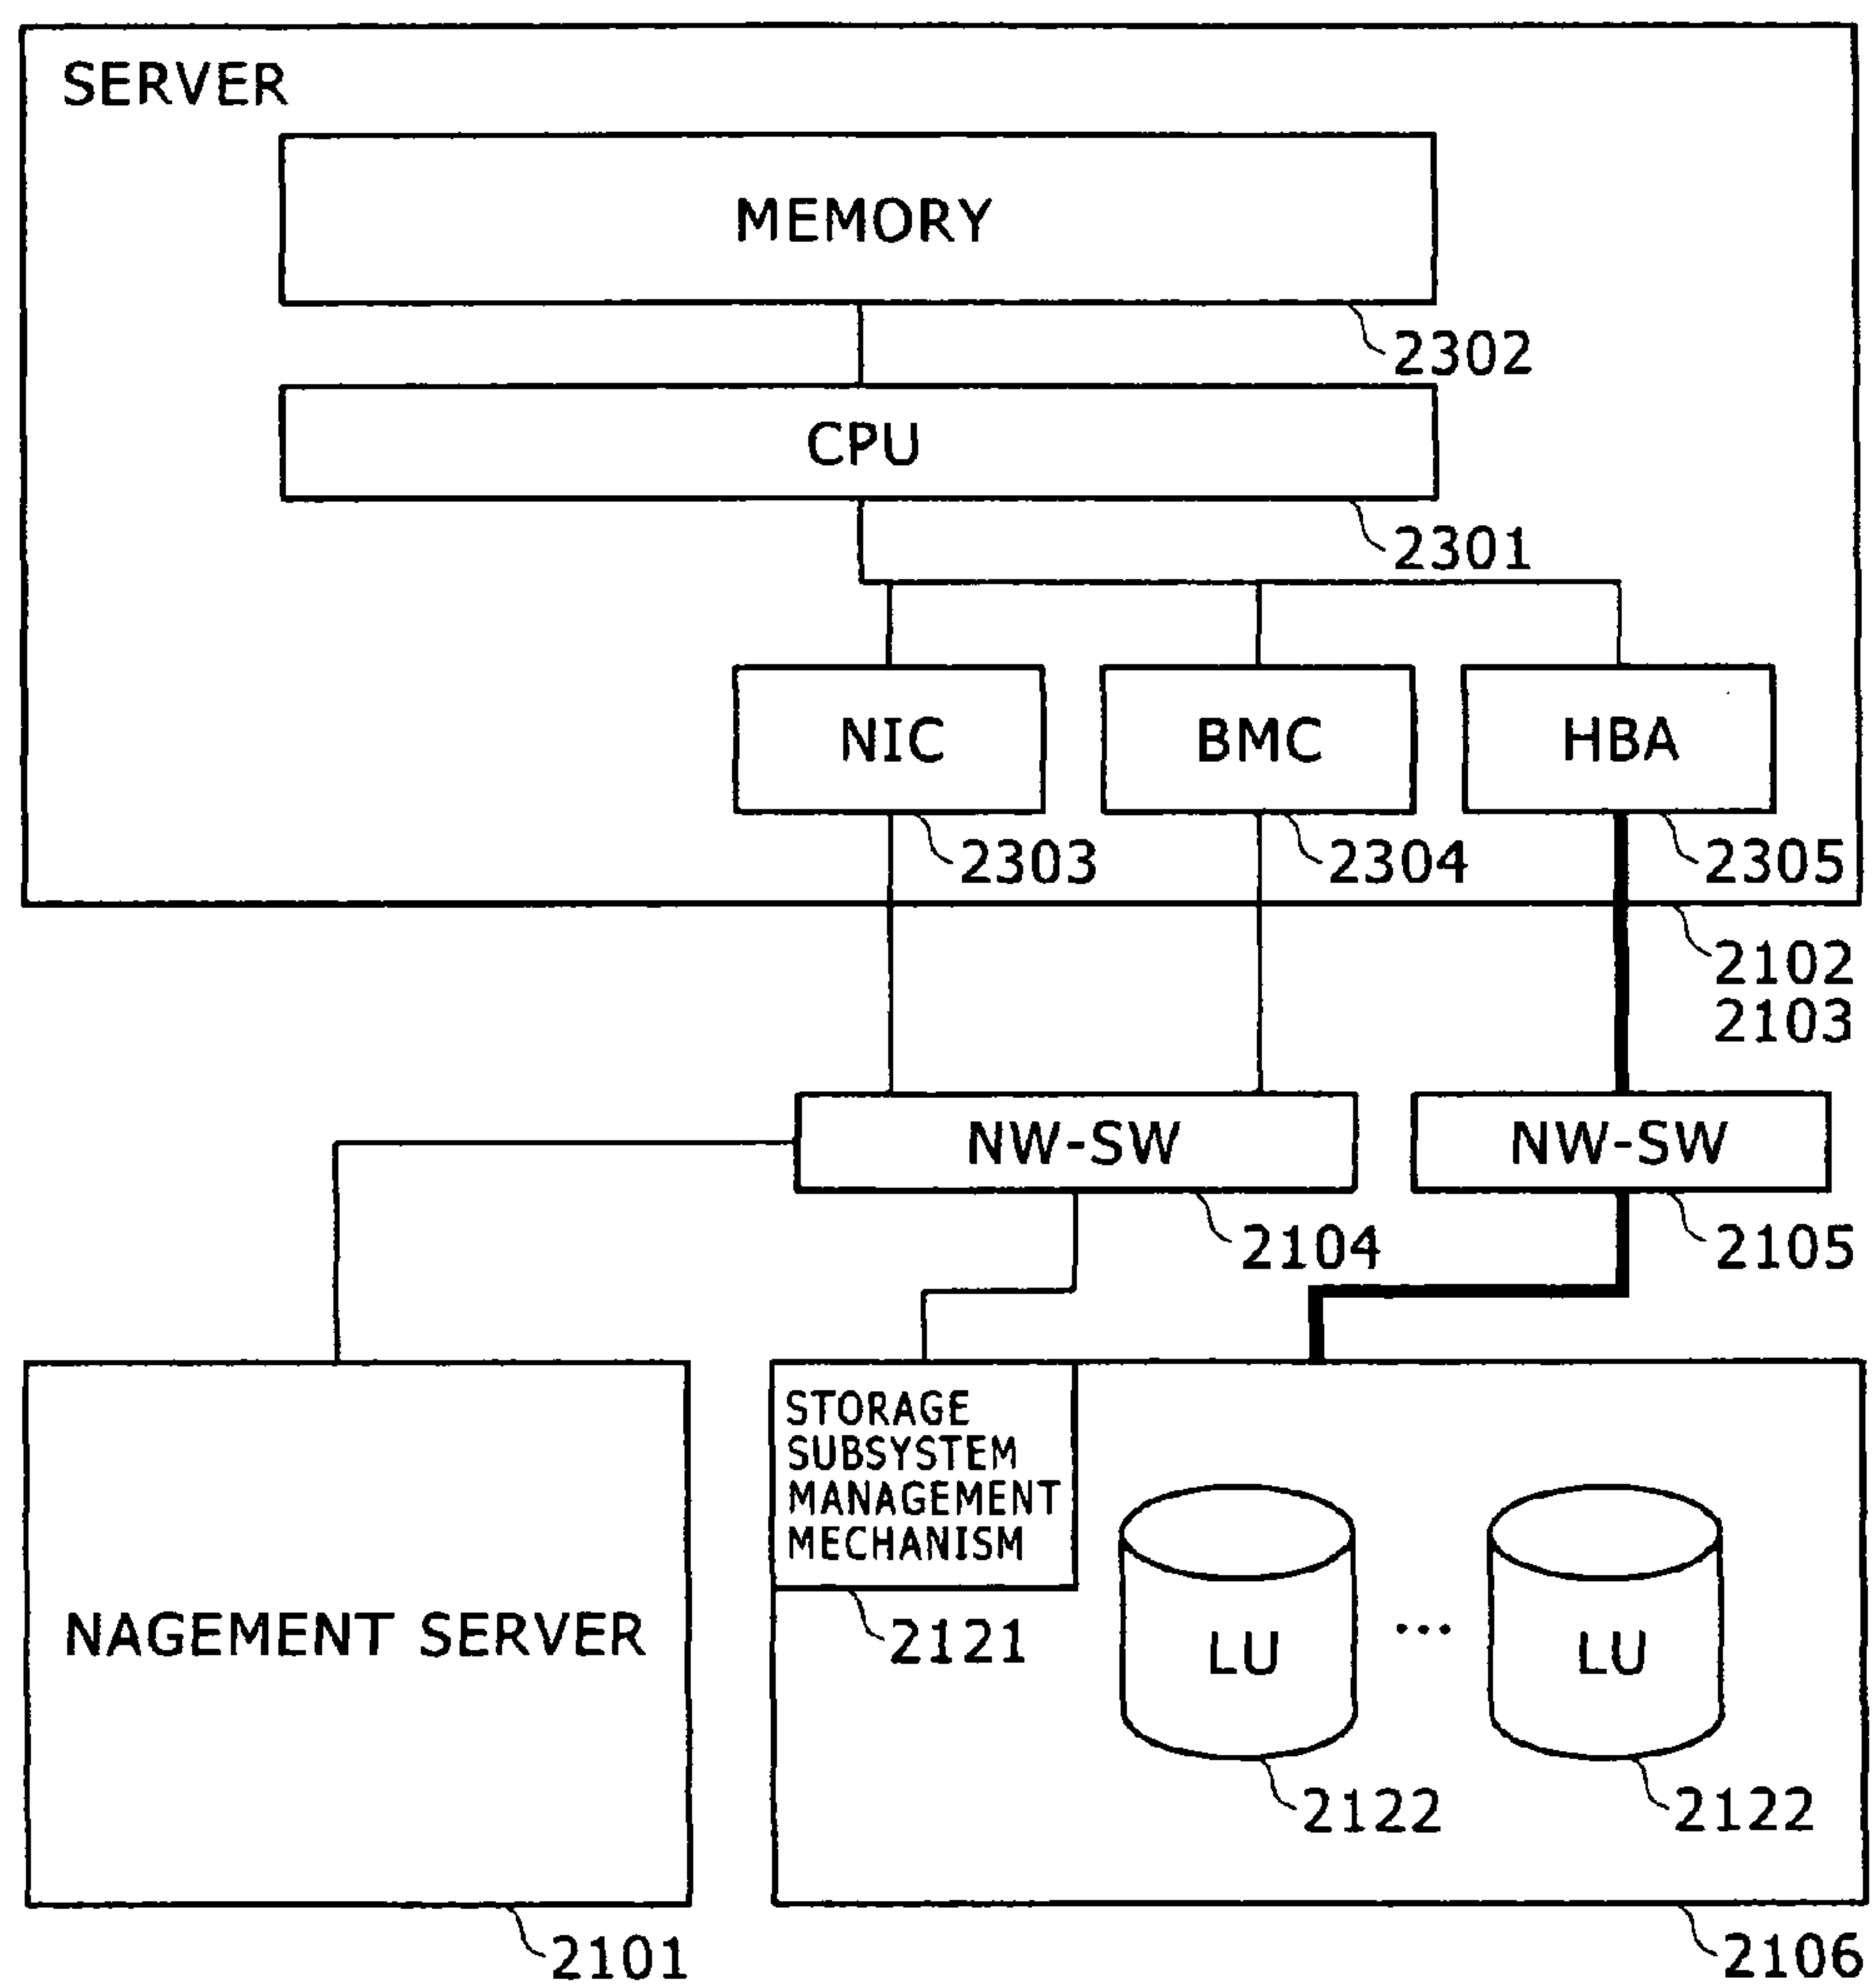 SERVER
MEMORY
2302
CPU
2301
NIC
BMC
HBA
2303
2304
2305
2102
2103
NW-SW
NW-SW
2104
2105
STORAGE
SUBSYSTEM
MANAGEMENT
MECHANISM
2121
NAGEMENT SERVER
LU
...
LU
2122
2122
2101
2106